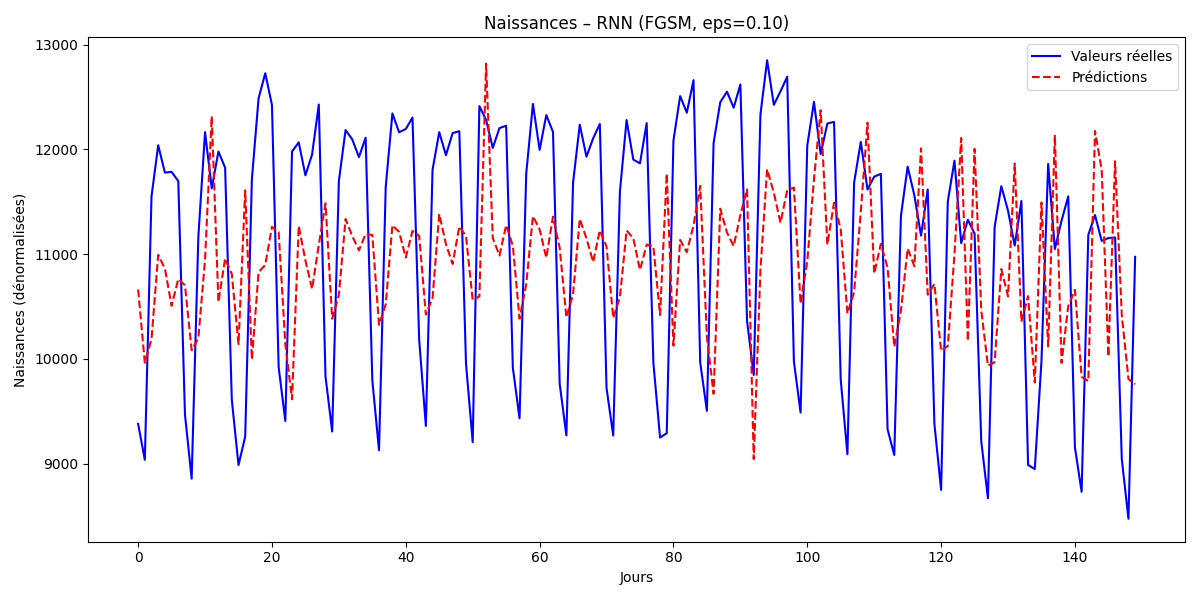 Naissances – RNN (FGSM, eps=0.10)
Valeurs réelles
Prédictions
Naissances (dénormalisées)
13000
12000
11000
10000
9000
0 20 40 60 80 100 120 140
Jours